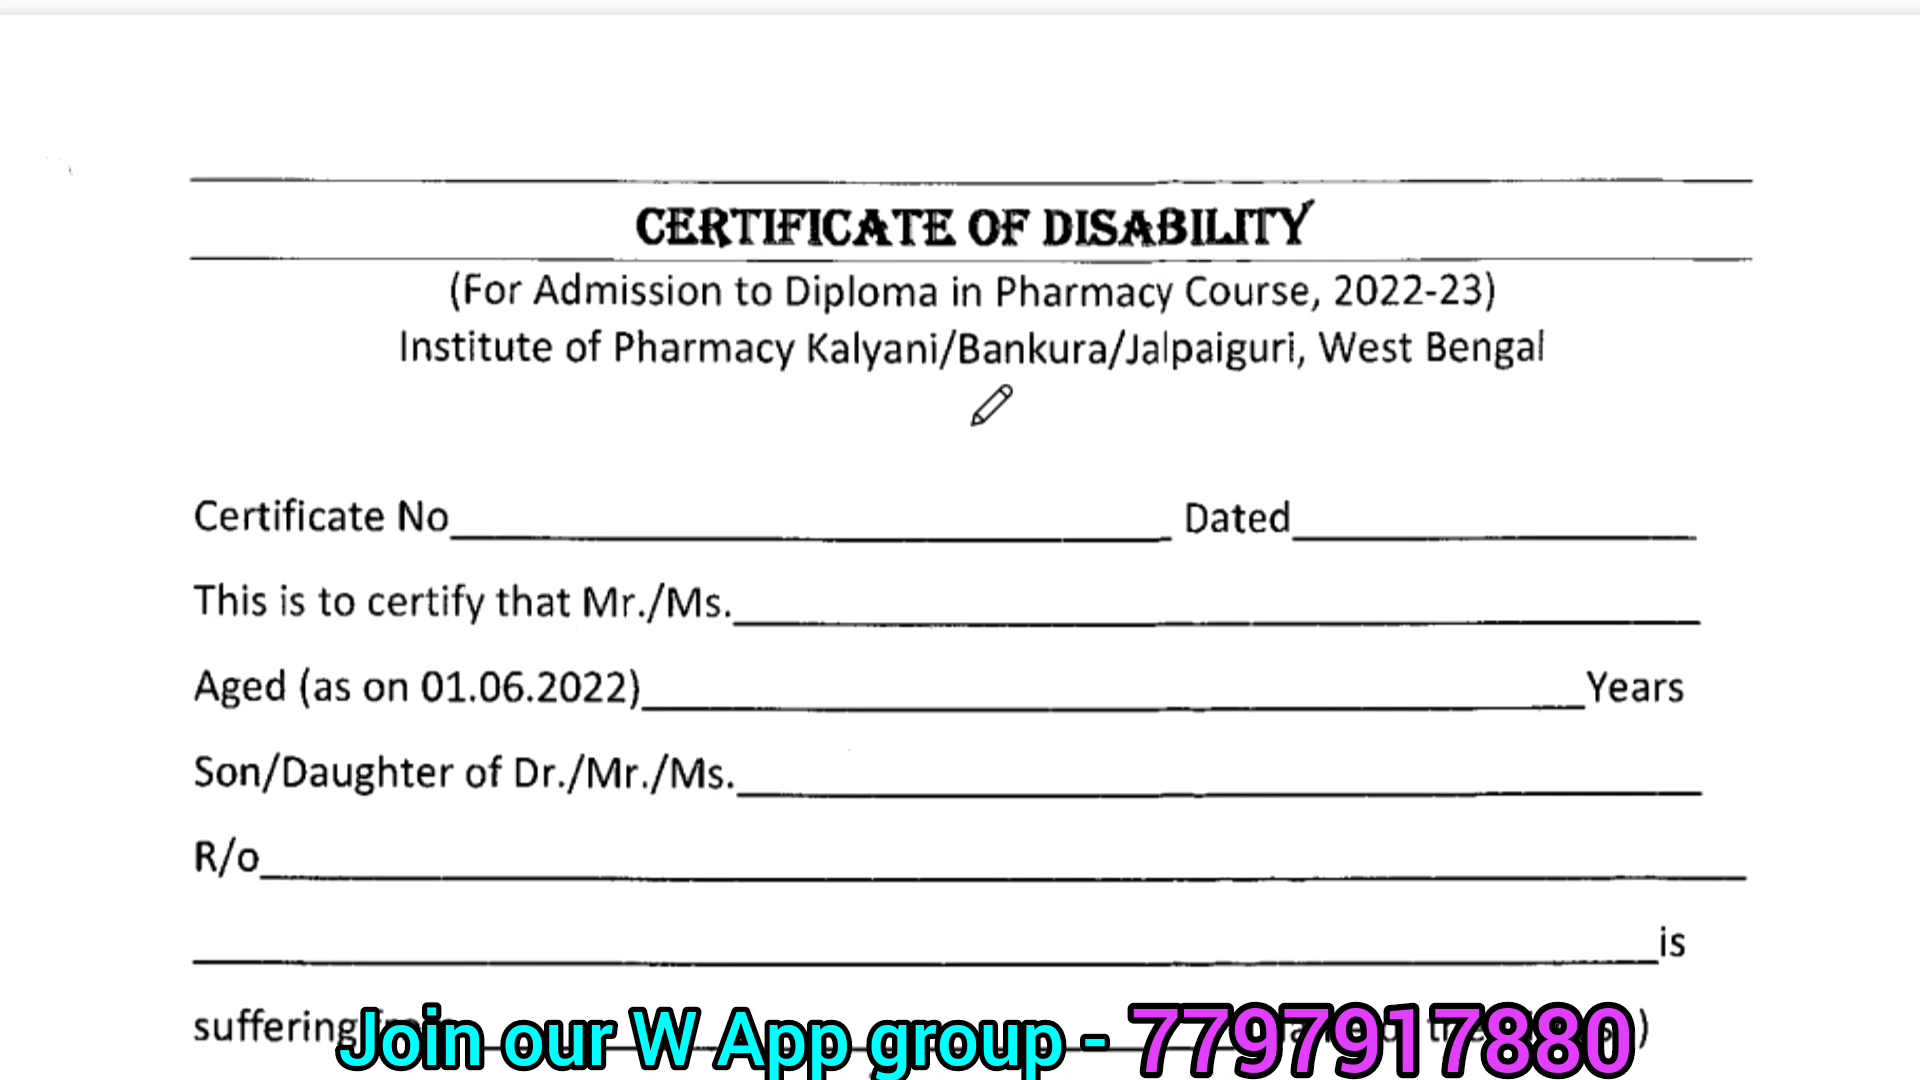 CERTIFICATE OF DISABILITY
(For Admission to Diploma in Pharmacy Course, 2022-23)
Institute of Pharmacy Kalyani/Bankura/Jalpaiguri, West Bengal
Certificate No Dated
This is to certify that Mr./Ms.
Aged (as on 01.06.2022) Years
Son/Daughter of Dr./Mr./Ms.
R/o
is
suffering
Join our W App group - 7797917880